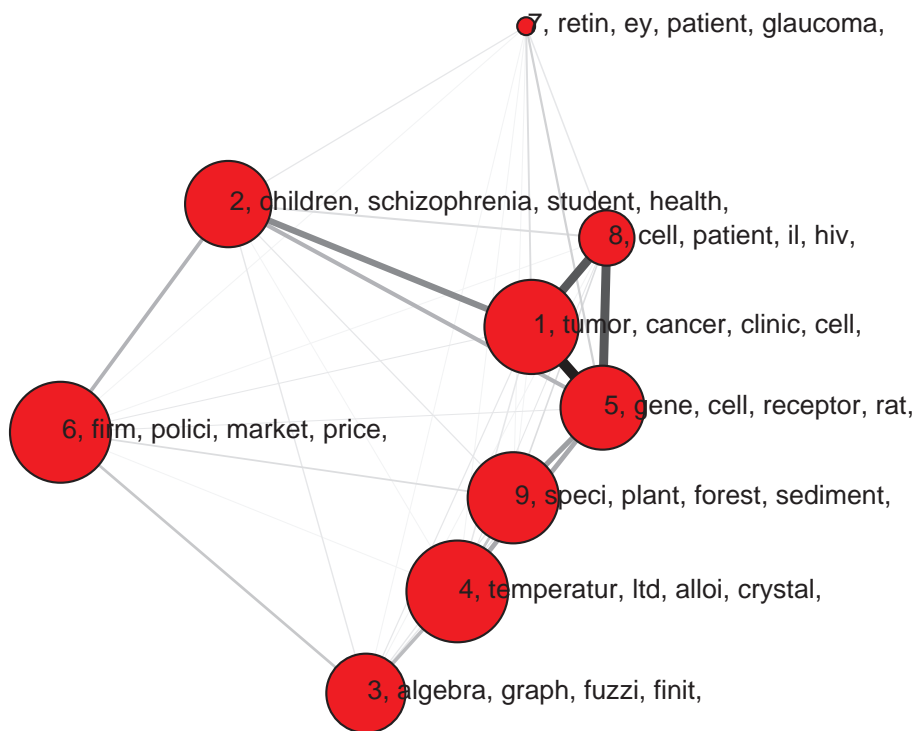 7, retin, ey, patient, glaucoma,
2, children, schizophrenia, student, health,
8, cell, patient, il, hiv,
1, tumor, cancer, clinic, cell,
5, gene, cell, receptor, rat,
6, firm, polici, market, price,
9, speci, plant, forest, sediment,
4, temperatur, ltd, alloi, crystal,
3, algebra, graph, fuzzi, finit,